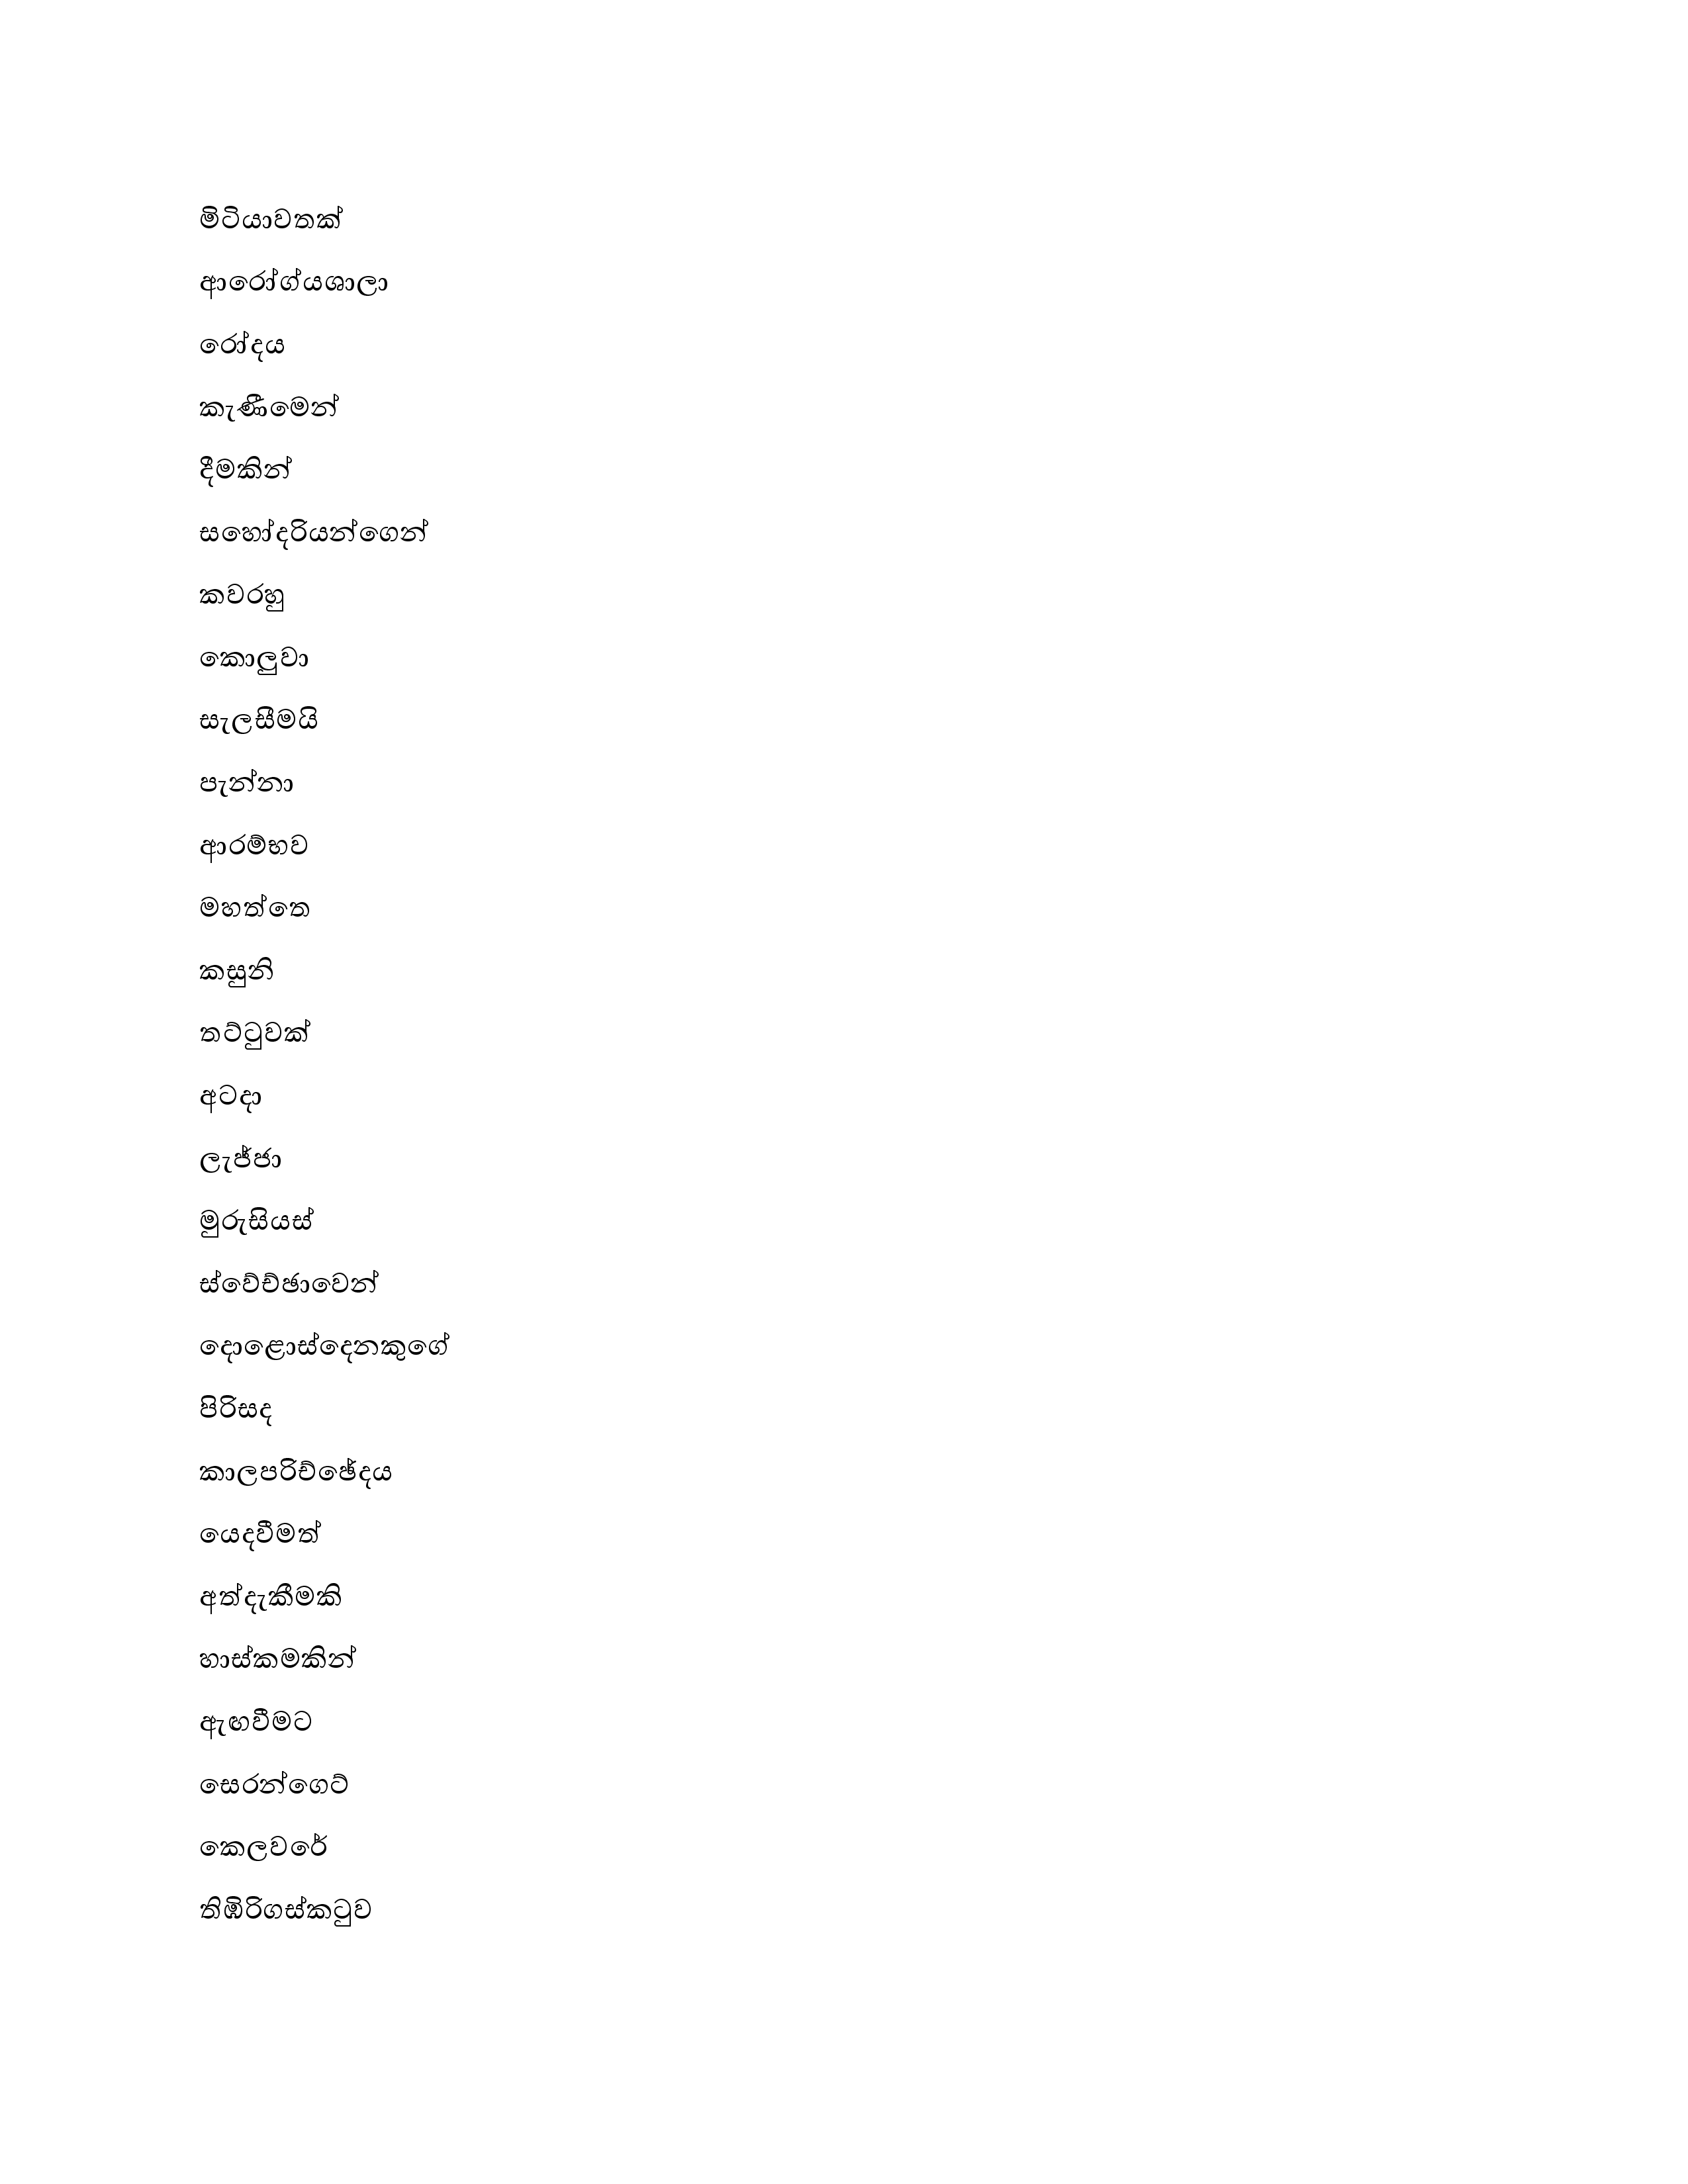 මිටියාවතක්
ආරෝග්යශාලා
රෝදය
කැණීමෙන්
දීමකින්
සහෝදරියන්ගෙන්
කවරහු
කොලුවා
සැලසීමයි
පැන්නා
ආරම්භව
මහත්තෙ
කසුනි
තට්ටුවක්
අටදා
ලැජ්ජා
මුරුසියස්
ස්වේච්ඡාවෙන්
දොළොස්දෙනකුගේ
පිරිසද
කාලපරිච්ඡේදය
යෙදවීමත්
අත්දැකීමකි
හාස්කමකින්
ඇඟවීමට
සෙරන්ගෙට්
කෙලවරේ
තිඹිරිගස්කටුව